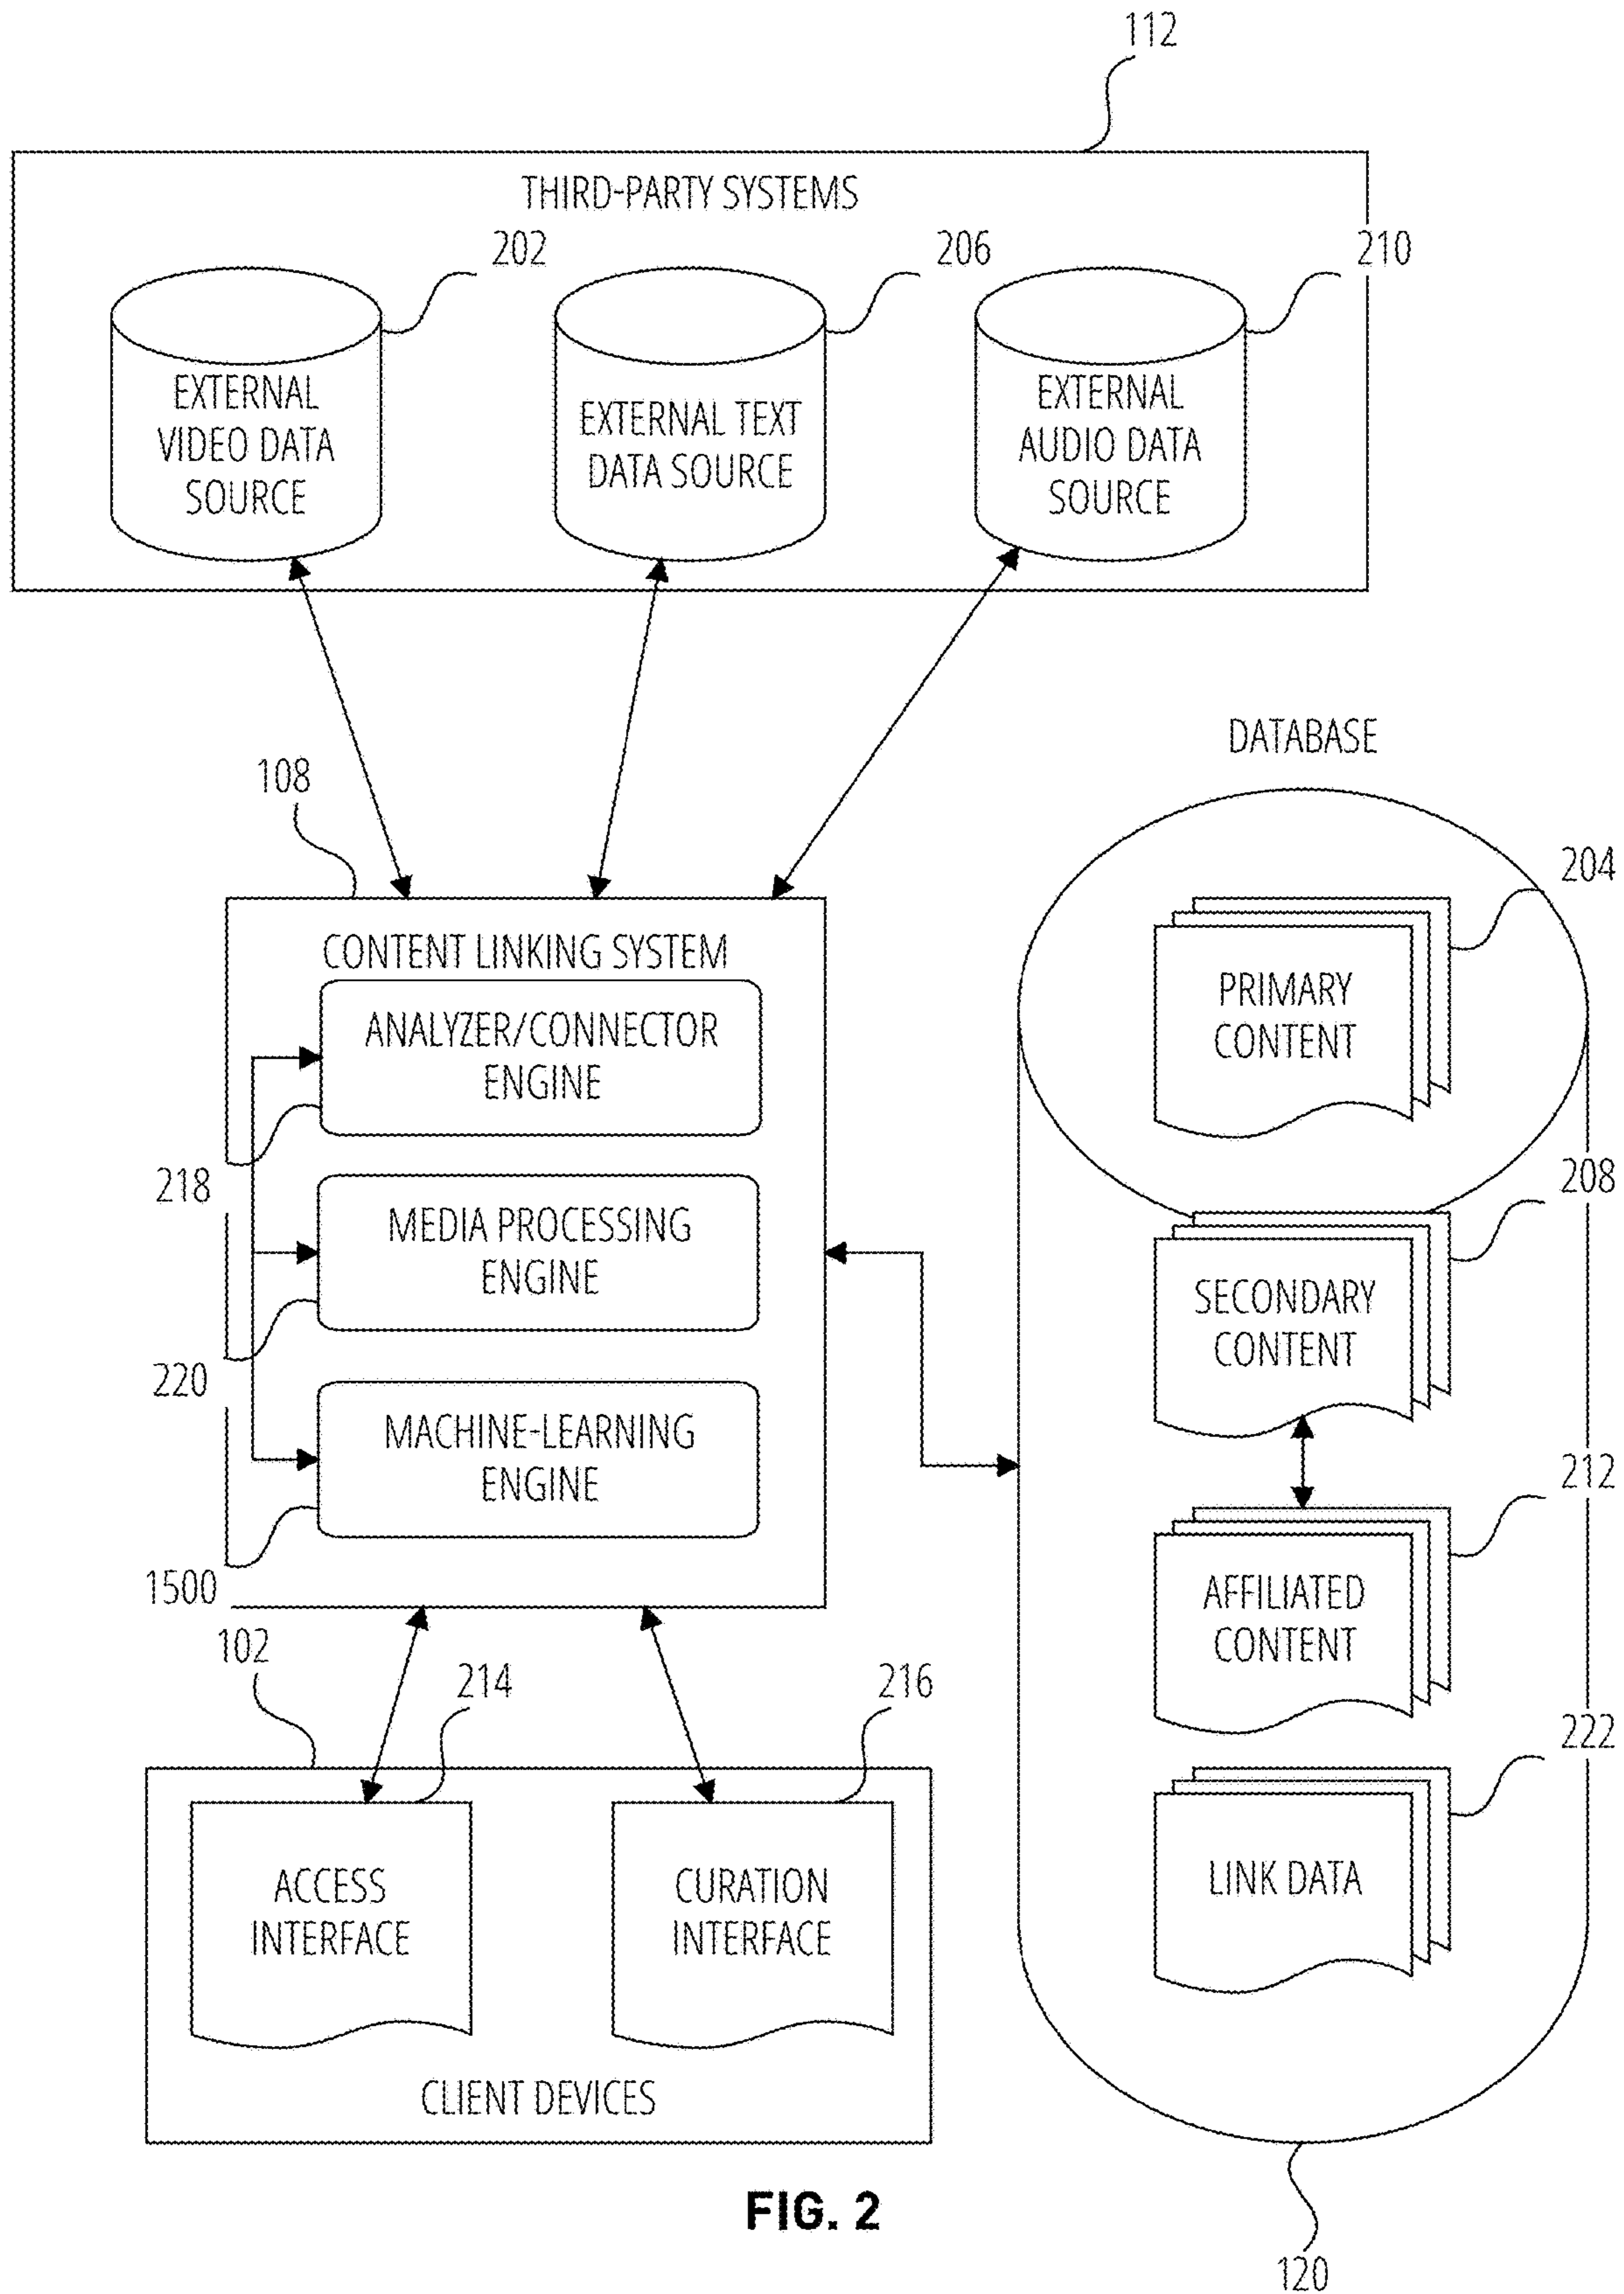 112
THIRD-PARTY SYSTEMS
202
206
210
EXTERNAL
VIDEO DATA
SOURCE
EXTERNAL TEXT
DATA SOURCE
EXTERNAL
AUDIO DATA
SOURCE
DATABASE
108
204
CONTENT LINKING SYSTEM
PRIMARY
CONTENT
ANALYZER/CONNECTOR
ENGINE
218
208
MEDIA PROCESSING
ENGINE
SECONDARY
CONTENT
220
MACHINE-LEARNING
ENGINE
212
1500
AFFILIATED
CONTENT
102
214
216
222
ACCESS
INTERFACE
CURATION
INTERFACE
LINK DATA
CLIENT DEVICES
FIG. 2
120